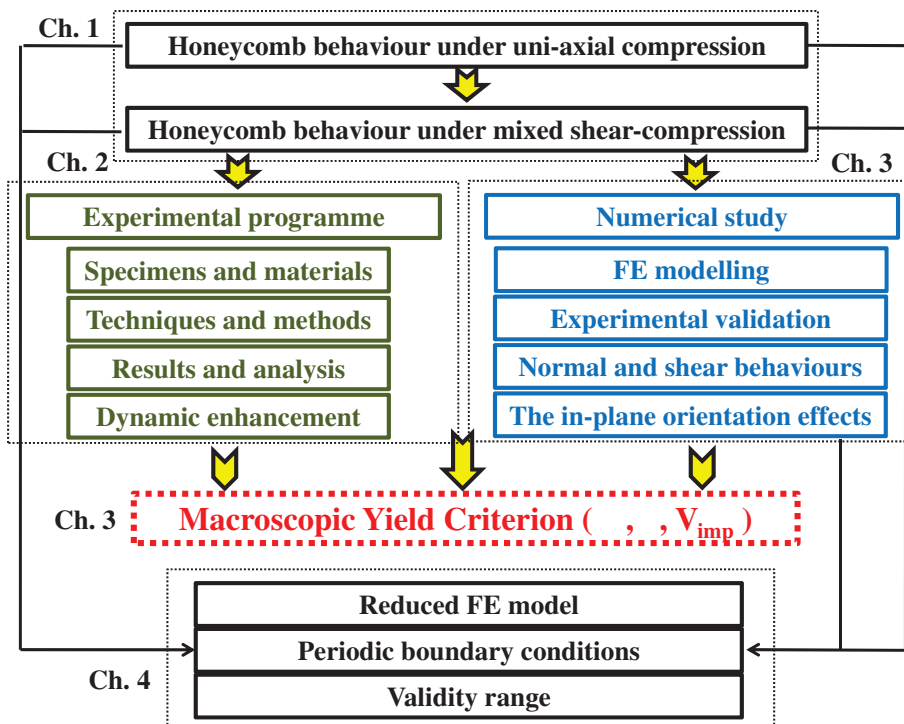 Ch. 1
Honeycomb behaviour under uni-axial compression
Honeycomb behaviour under mixed shear-compression
Ch. 2
Ch. 3
Experimental programme
Specimens and materials
Techniques and methods
Results and analysis
Dynamic enhancement
Numerical study
FE modelling
Experimental validation
Normal and shear behaviours
The in-plane orientation effects
Ch. 3
Macroscopic Yield Criterion ( , , Vimp )
Reduced FE model
Periodic boundary conditions
Ch. 4
Validity range